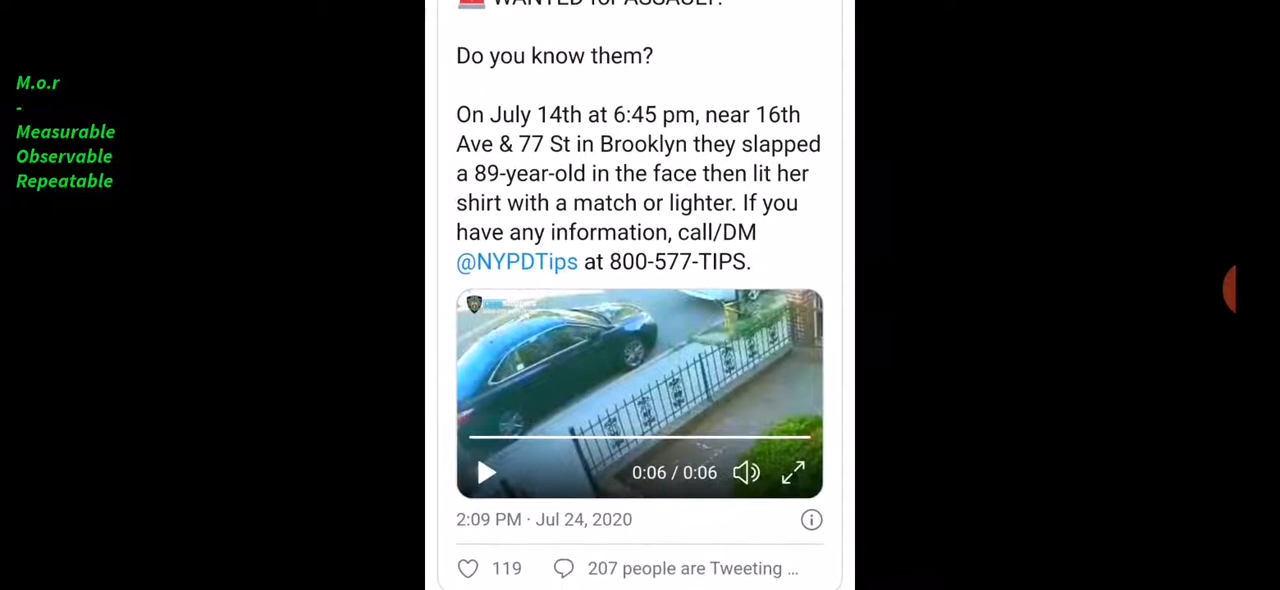 M.o.r
-
Measurable
Observable
Repeatable
WANTED for ASSAULT:
Do you know them?
On July 14th at 6:45 pm, near 16th
Ave & 77 St in Brooklyn they slapped
a 89-year-old in the face then lit her
shirt with a match or lighter. If you
have any information, call/DM
@NYPDTips at 800-577-TIPS.
0:06 / 0:06
2:09 PM · Jul 24, 2020
119
207 people are Tweeting ...